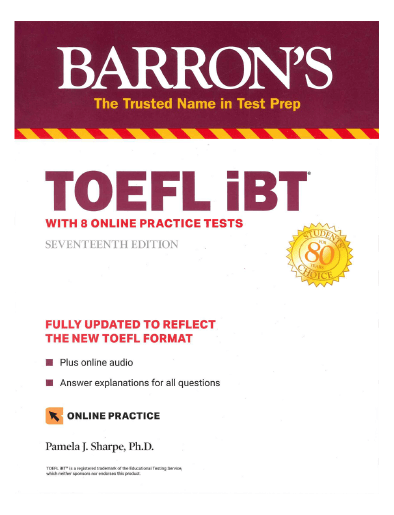 BARRON'S
The Trusted Name in Test Prep
TOEFL iBT®
WITH 8 ONLINE PRACTICE TESTS
SEVENTEENTH EDITION
STUDENTS'
FOR
80
YEARS
CHOICE
FULLY UPDATED TO REFLECT
THE NEW TOEFL FORMAT
Plus online audio
Answer explanations for all questions
ONLINE PRACTICE
Pamela J. Sharpe, Ph.D.
TOEFL iBT® is a registered trademark of the Educational Testing Service,
which neither sponsors nor endorses this product.